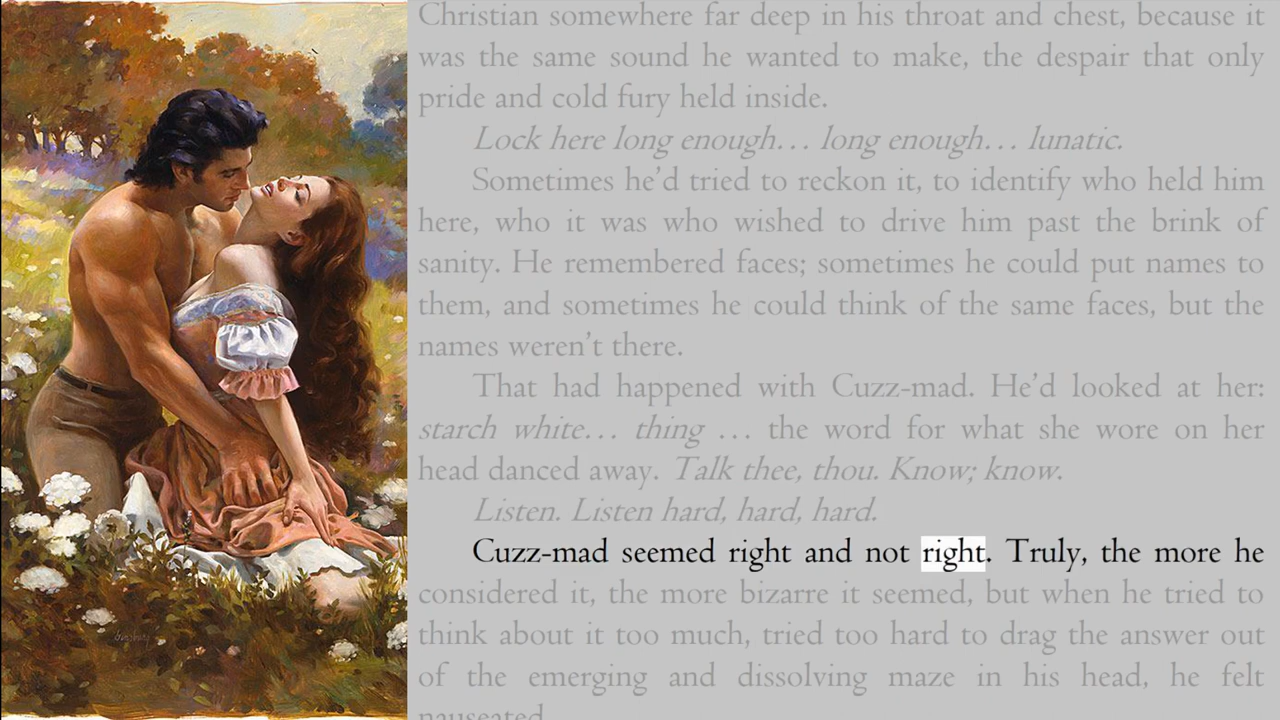 Christian somewhere far deep in his throat and chest, because it
was the same sound he wanted to make, the despair that only
pride and cold fury held inside.
Lock here long enough… long enough… lunatic.
Sometimes he’d tried to reckon it, to identify who held him
here, who it was who wished to drive him past the brink of
sanity. He remembered faces; sometimes he could put names to
them, and sometimes he could think of the same faces, but the
names weren’t there.
That had happened with Cuzz-mad. He’d looked at her:
starch white… thing … the word for what she wore on her
head danced away. Talk thee, thou. Know; know.
Listen. Listen hard, hard, hard.
Cuzz-mad seemed right and not right. Truly, the more he
considered it, the more bizarre it seemed, but when he tried to
think about it too much, tried too hard to drag the answer out
of the emerging and dissolving maze in his head, he felt
nauseated